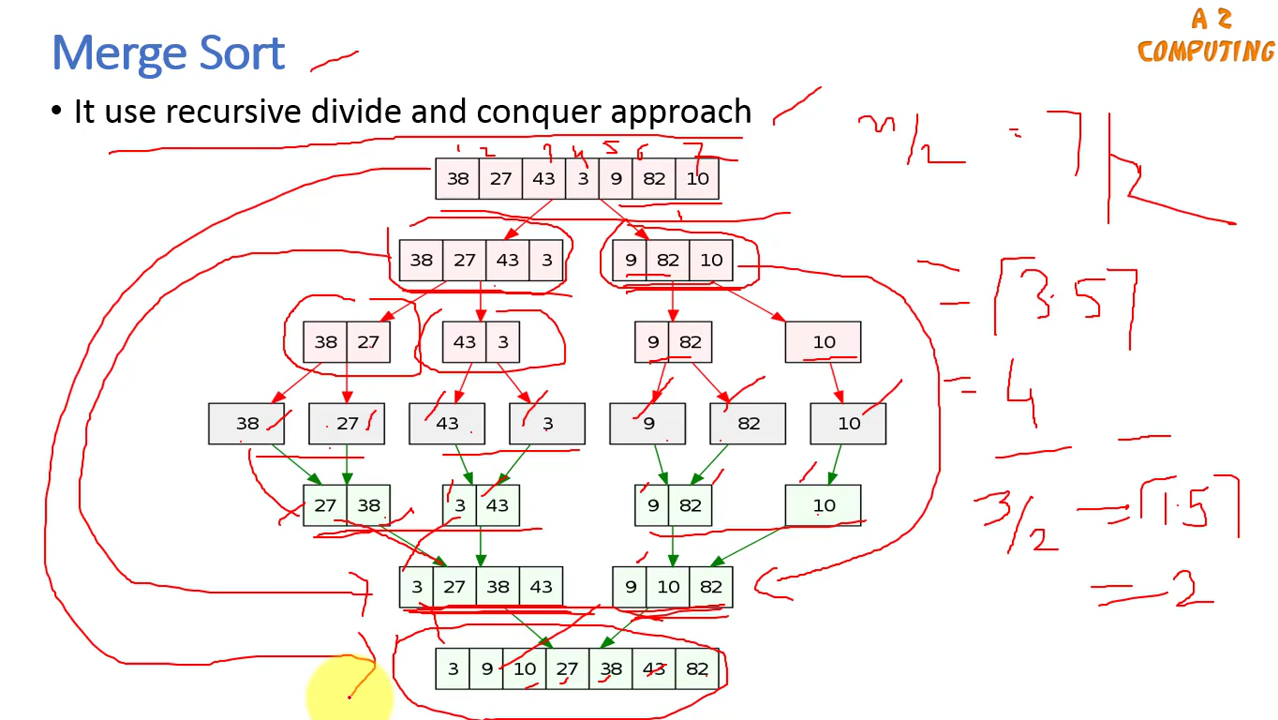 A 2
COMPUTING
Merge Sort
• It use recursive divide and conquer approach
n/2 = 7/2
1 2 3 4 5 6 7
38 27 43 3 9 82 10
38 27 43 3 9 82 10
= ⌈3.5⌉
38 27 43 3 9 82 10
= 4
38 27 43 3 9 82 10
27 38 3 43 9 82 10
3/2 = ⌈1.5⌉
3 27 38 43 9 10 82
= 2
3 9 10 27 38 43 82